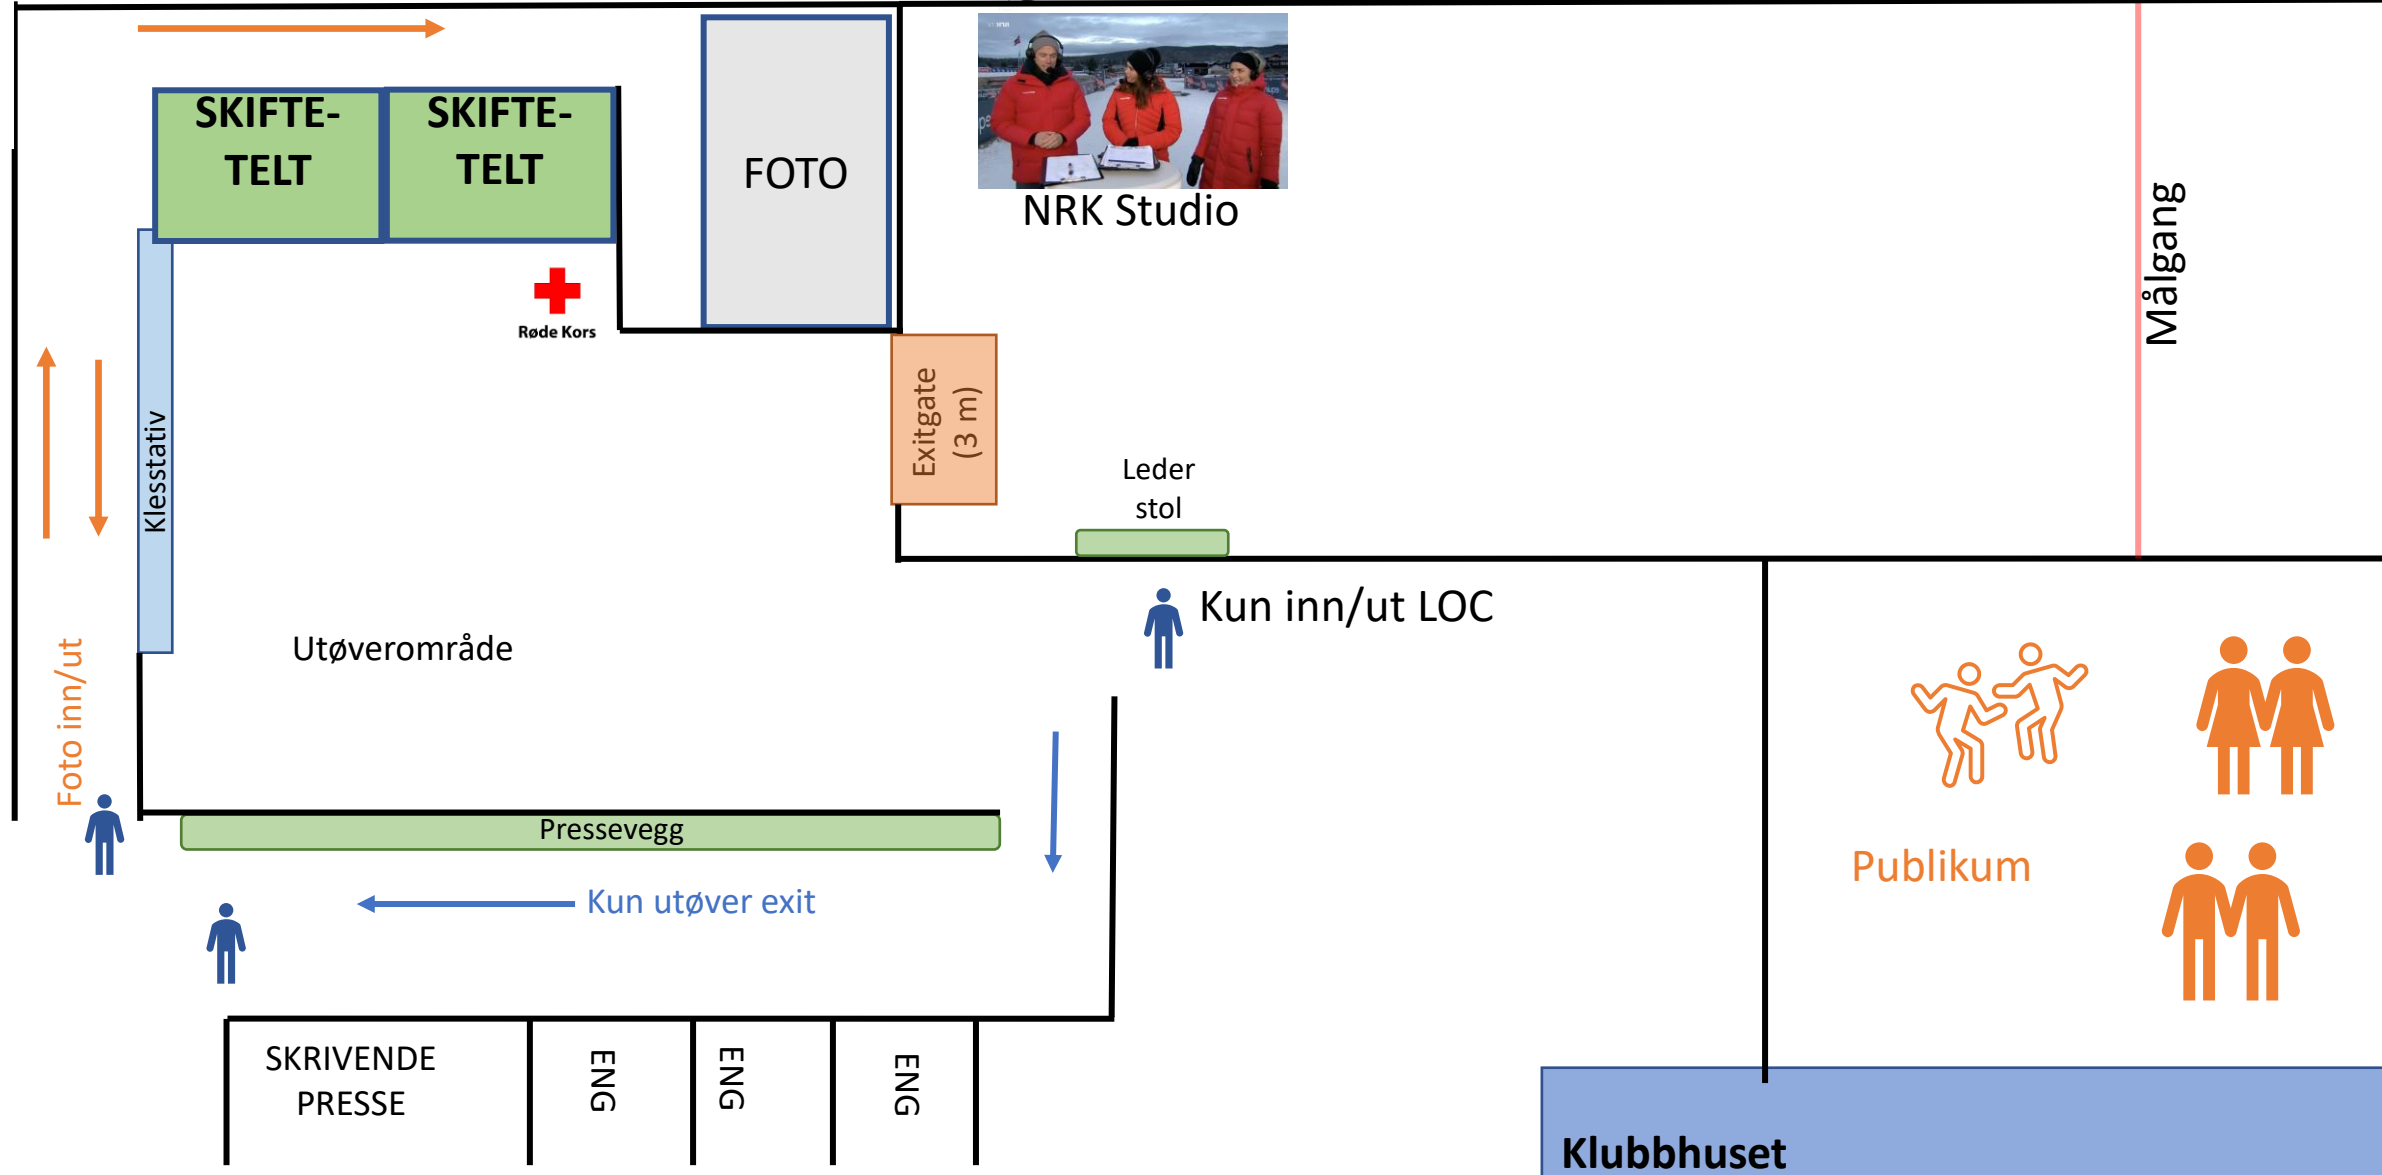 SKIFTE-
TELT
SKIFTE-
TELT
FOTO
NRK Studio
Målgang
Røde Kors
Exitgate
(3 m)
Klesstativ
Leder
stol
Kun inn/ut LOC
Utøverområde
Foto inn/ut
Pressevegg
Kun utøver exit
Publikum
SKRIVENDE
PRESSE
ENG
ENG
ENG
Klubbhuset